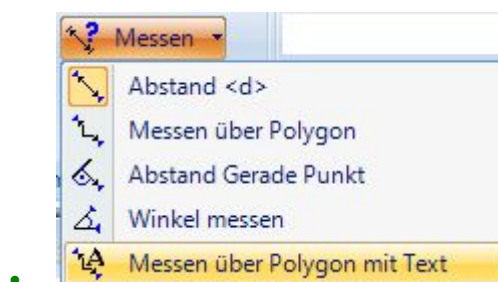 Messen
Abstand <d>
Messen über Polygon
Abstand Gerade Punkt
Winkel messen
Messen über Polygon mit Text